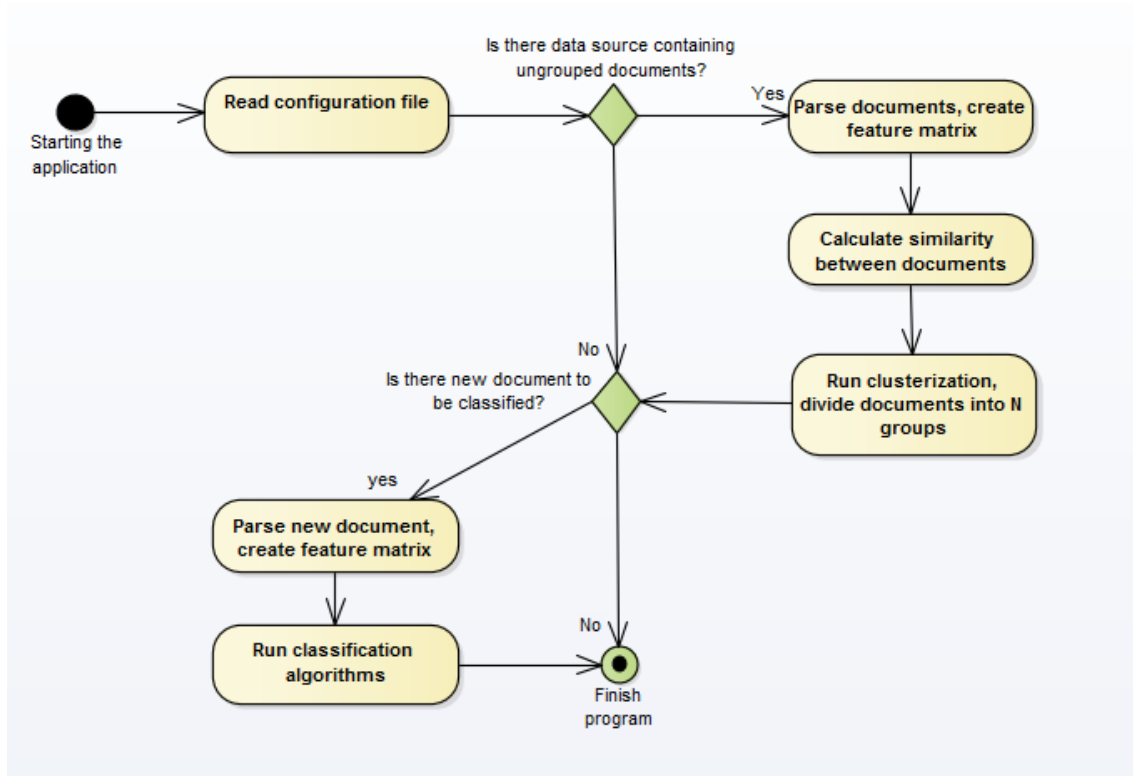 Is there data source containing
ungrouped documents?
Starting the
application
Read configuration file
Yes
Parse documents, create
feature matrix
Calculate similarity
between documents
Run clusterization,
divide documents into N
groups
No
Is there new document to
be classified?
yes
Parse new document,
create feature matrix
Run classification
algorithms
No
Finish
program